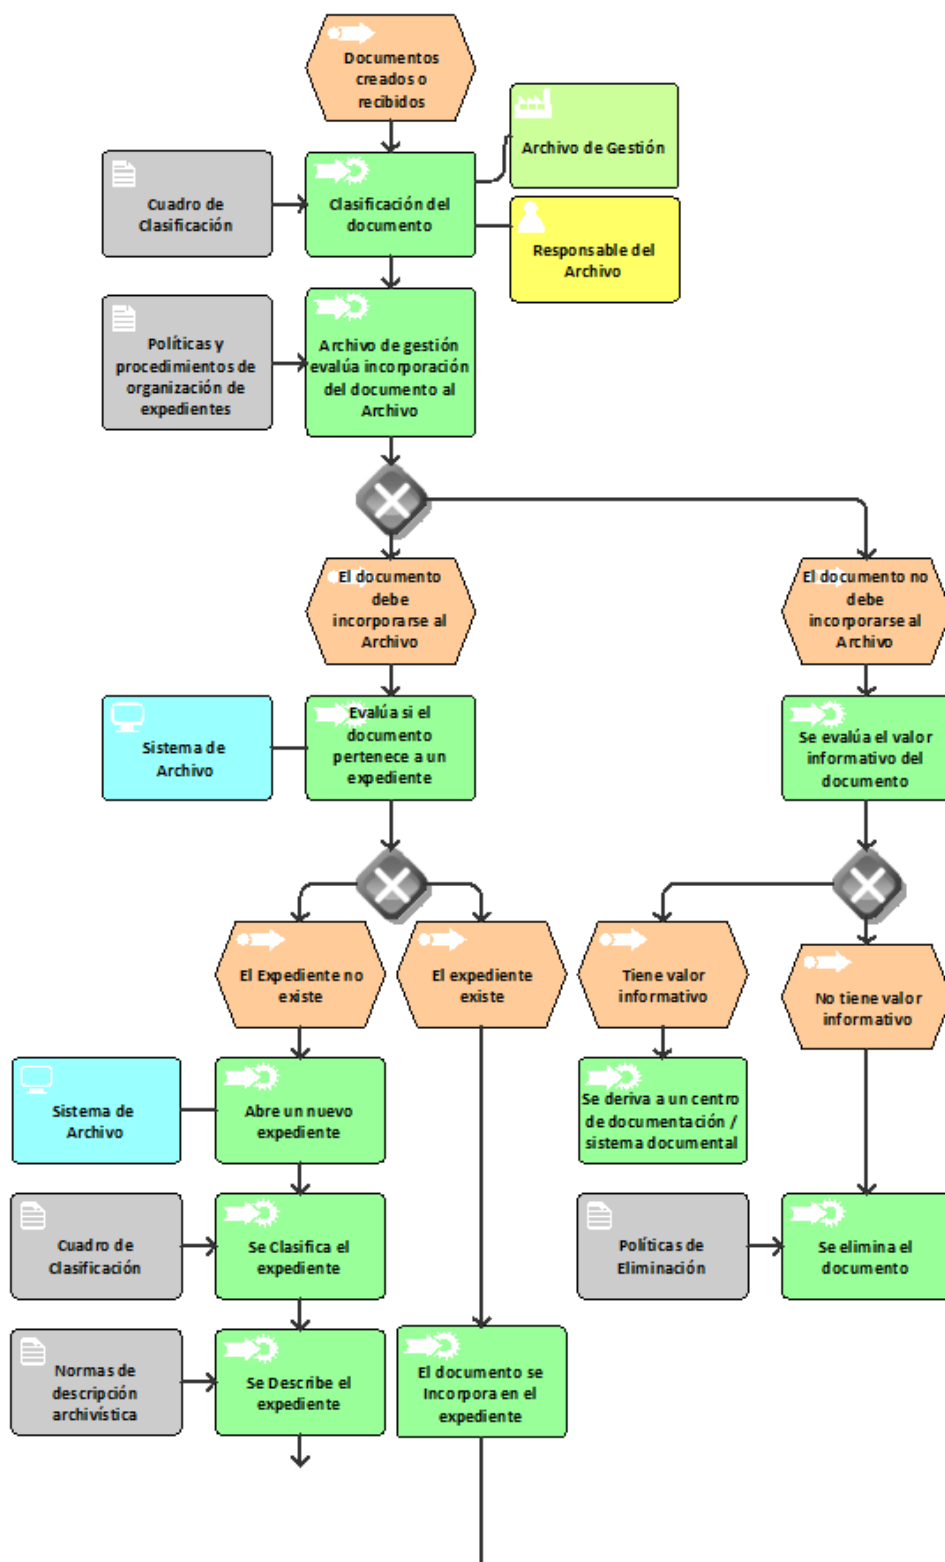 Documentos
creados o
recibidos
Archivo de Gestión
Cuadro de
Clasificación
Clasificación del
documento
Responsable del
Archivo
Políticas y
procedimientos de
organización de
expedientes
Archivo de gestión
evalúa incorporación
del documento al
Archivo
El documento
debe
incorporarse al
Archivo
El documento no
debe
incorporarse al
Archivo
Sistema de
Archivo
Evalúa si el
documento
pertenece a un
expediente
Se evalúa el valor
informativo del
documento
El Expediente no
existe
El expediente
existe
Tiene valor
informativo
No tiene valor
informativo
Sistema de
Archivo
Abre un nuevo
expediente
Se deriva a un centro
de documentación /
sistema documental
Cuadro de
Clasificación
Se Clasifica el
expediente
Políticas de
Eliminación
Se elimina el
documento
Normas de
descripción
archivística
Se Describe el
expediente
El documento se
Incorpora en el
expediente